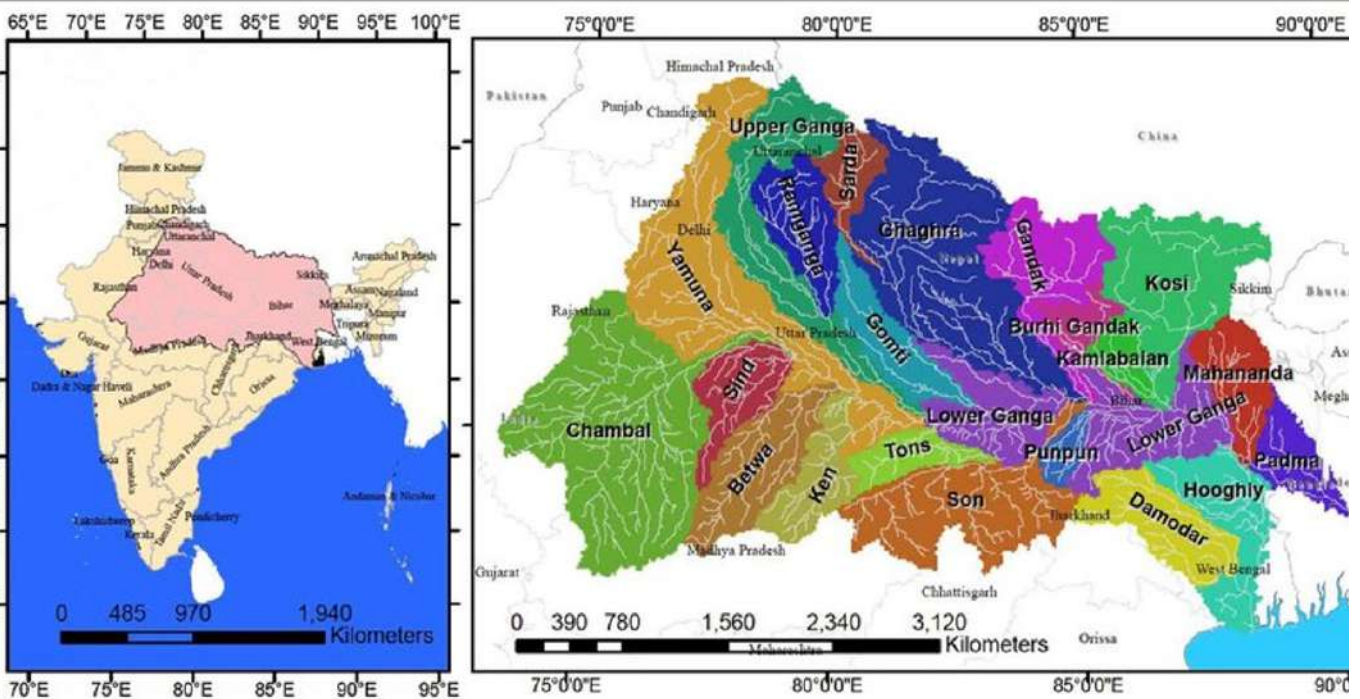 65°E 70°E 75°E 80°E 85°E 90°E 95°E 100°E
Jammu & Kashmir
Himachal Pradesh
Punjab Chandigarh
Uttaranchal
Haryana
Delhi
Arunachal Pradesh
Uttar Pradesh
Sikkim
Rajasthan
Assam Nagaland
Bihar
Meghalaya
Manipur
Tripura
Mizoram
Gujarat
Madhya Pradesh
Jharkhand
West Bengal
Dadra & Nagar Haveli
Maharashtra
Chhattisgarh
Orissa
Andhra Pradesh
Goa
Karnataka
Andaman & Nicobar
Lakshadweep
Pondicherry
Kerala
Tamil Nadu
0 485 970 1,940
Kilometers
70°E 75°E 80°E 85°E 90°E 95°E
75°0'0"E 80°0'0"E 85°0'0"E 90°0'0"E
Himachal Pradesh
Pakistan
Punjab
Chandigarh
Upper Ganga
China
Uttaranchal
Sarda
Ramganga
Haryana
Delhi
Ghaghra
Gandak
Nepal
Yamuna
Kosi
Sikkim
Rajasthan
Uttar Pradesh
Gomti
Burhi Gandak
Kamlabalan
Sind
Mahananda
Bihar
Chambal
Lower Ganga
Lower Ganga
Tons
Punpun
Padma
Betwa
Ken
Son
Hooghly
Damodar
Jharkhand
Madhya Pradesh
West Bengal
Gujarat
Chhattisgarh
0 390 780 1,560 2,340 3,120
Kilometers
Orissa
Maharashtra
75°0'0"E 80°0'0"E 85°0'0"E